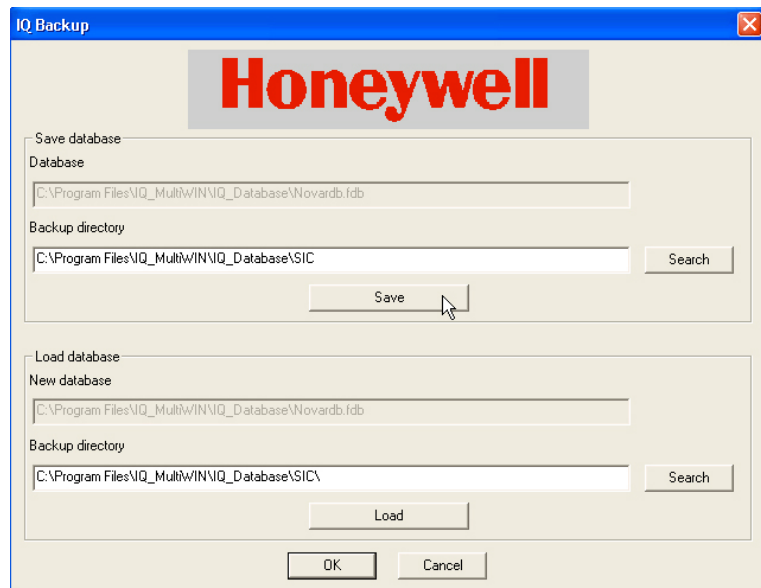 IQ Backup
Honeywell
Save database
Database
C:\Program Files\IQ_MultiWIN\IQ_Database\Novardb.fdb
Backup directory
C:\Program Files\IQ_MultiWIN\IQ_Database\SIC
Search
Save
Load database
New database
C:\Program Files\IQ_MultiWIN\IQ_Database\Novardb.fdb
Backup directory
C:\Program Files\IQ_MultiWIN\IQ_Database\SIC\
Search
Load
OK
Cancel